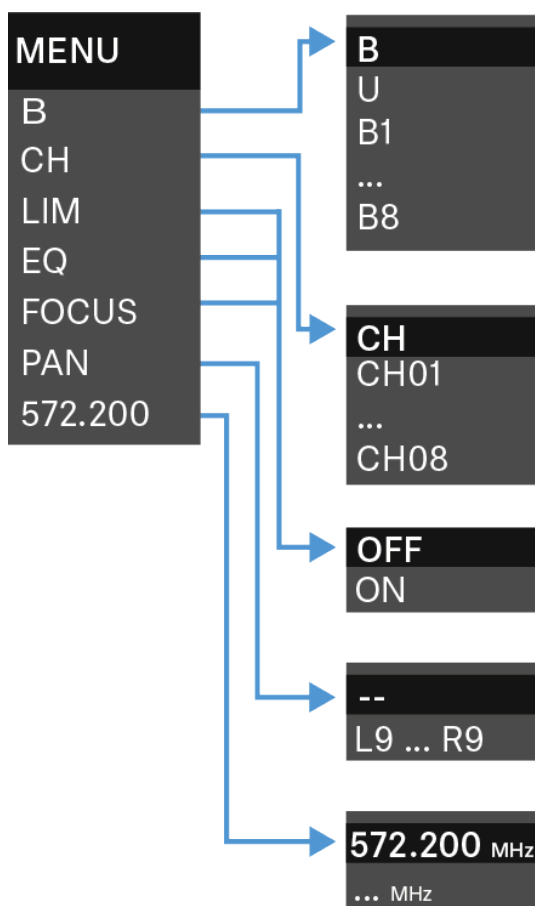 MENU
B
CH
LIM
EQ
FOCUS
PAN
572.200
B
U
B1
...
B8
CH
CH01
...
CH08
OFF
ON
--
L9 ... R9
572.200 MHz
... MHz